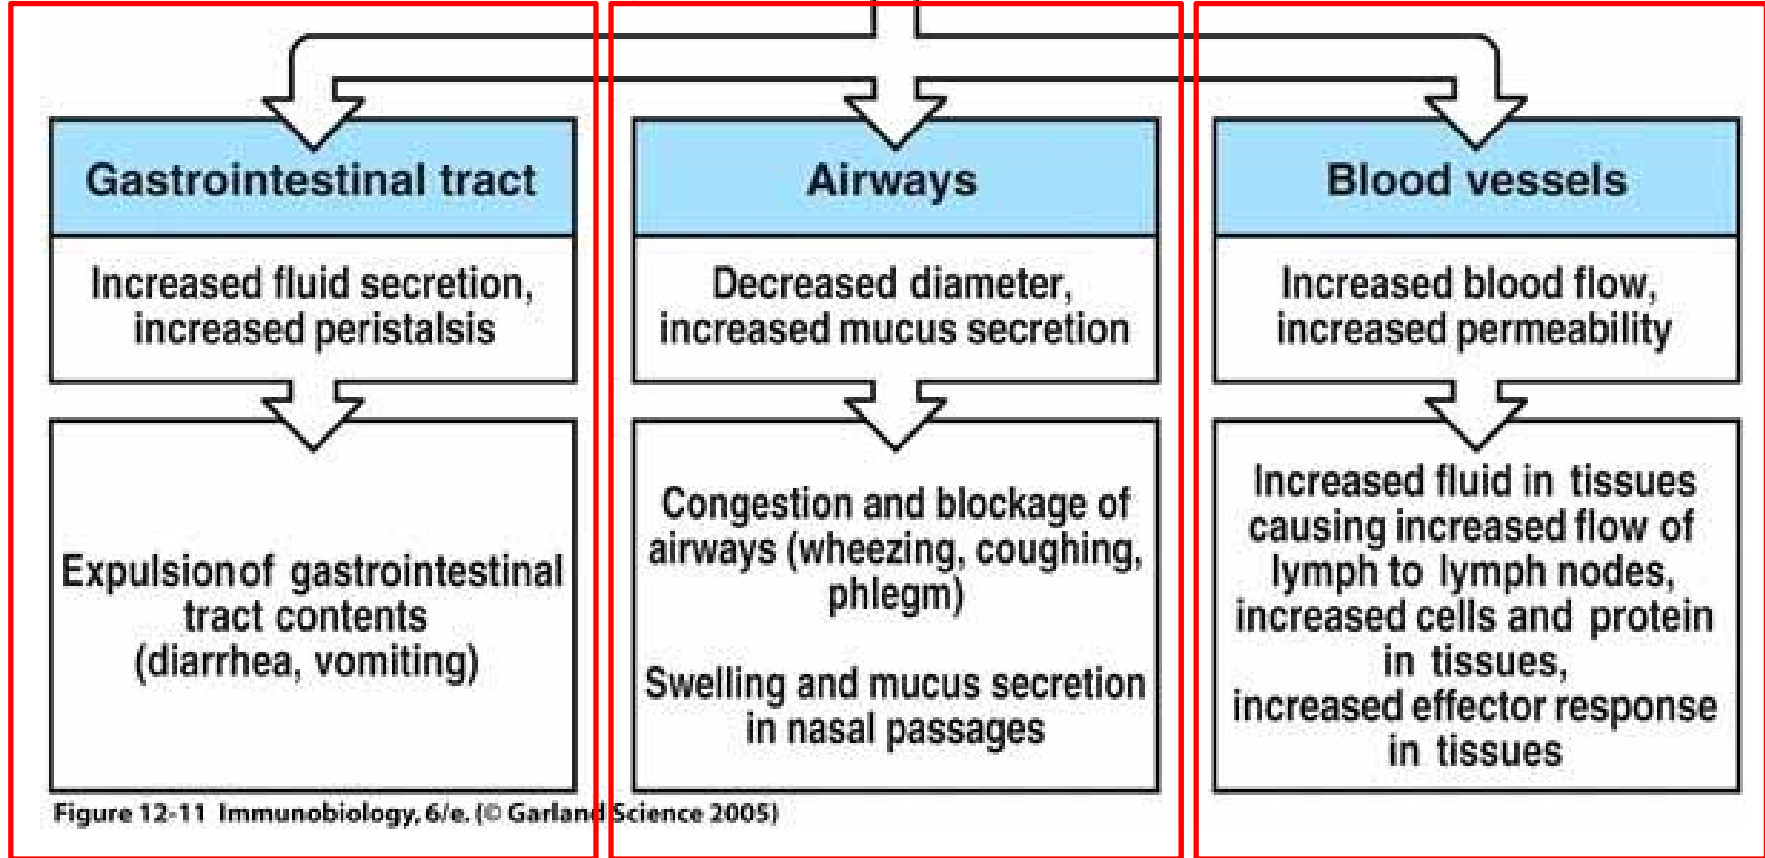 Gastrointestinal tract
Increased fluid secretion,
increased peristalsis
Expulsionof gastrointestinal
tract contents
(diarrhea, vomiting)
Airways
Decreased diameter,
increased mucus secretion
Congestion and blockage of
airways (wheezing, coughing,
phlegm)
Swelling and mucus secretion
in nasal passages
Blood vessels
Increased blood flow,
increased permeability
Increased fluid in tissues
causing increased flow of
lymph to lymph nodes,
increased cells and protein
in tissues,
increased effector response
in tissues
Figure 12-11 Immunobiology, 6/e. (© Garland Science 2005)